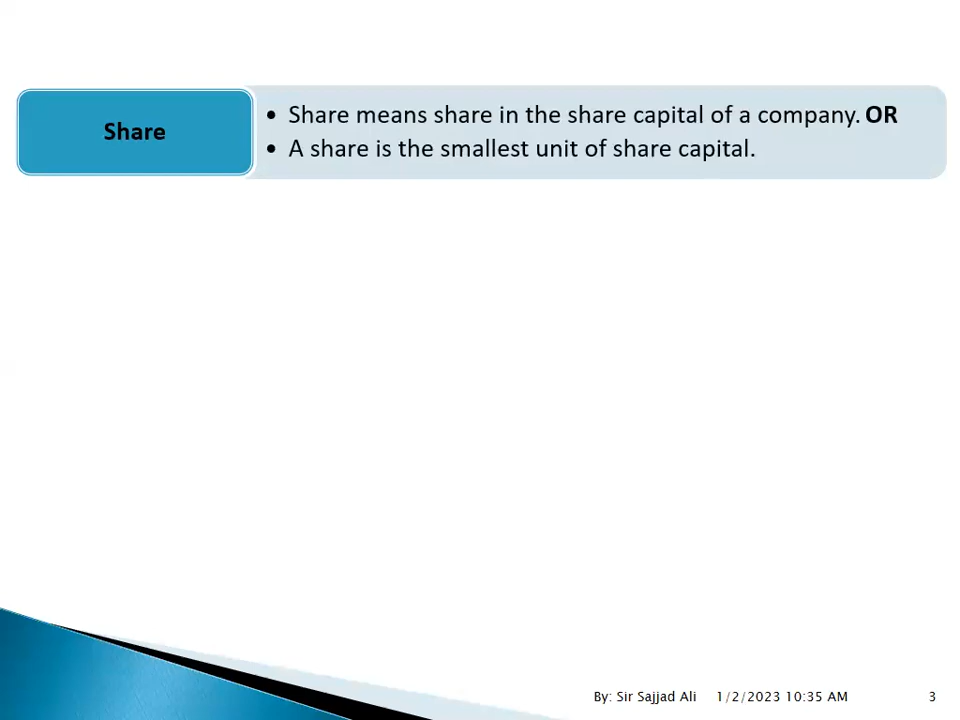 Share
• Share means share in the share capital of a company. OR
• A share is the smallest unit of share capital.
By: Sir Sajjad Ali 1/2/2023 10:35 AM 3